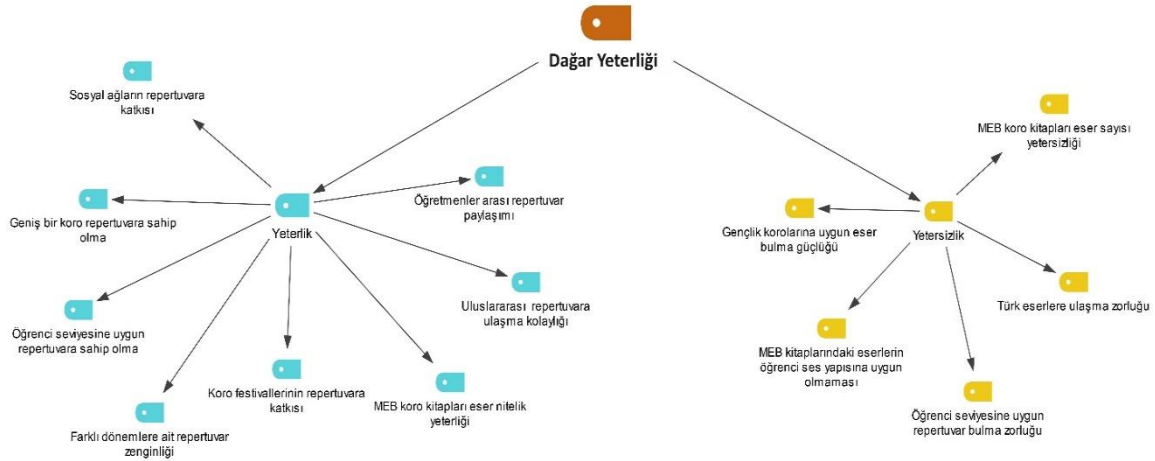 Dağar Yeterliği
Sosyal ağların repertuvara
katkısı
MEB koro kitapları eser sayısı
yetersizliği
Öğretmenler arası repertuvar
paylaşımı
Geniş bir koro repertuvara sahip
olma
Yeterlik
Gençlik korolarına uygun eser
bulma güçlüğü
Yetersizlik
Uluslararası repertuvara
ulaşma kolaylığı
Türk eserlere ulaşma zorluğu
Öğrenci seviyesine uygun
repertuvara sahip olma
MEB kitaplarındaki eserlerin
öğrenci ses yapısına uygun
olmaması
Koro festivallerinin repertuvara
katkısı
MEB koro kitapları eser nitelik
yeterliği
Öğrenci seviyesine uygun
repertuvar bulma zorluğu
Farklı dönemlere ait repertuvar
zenginliği